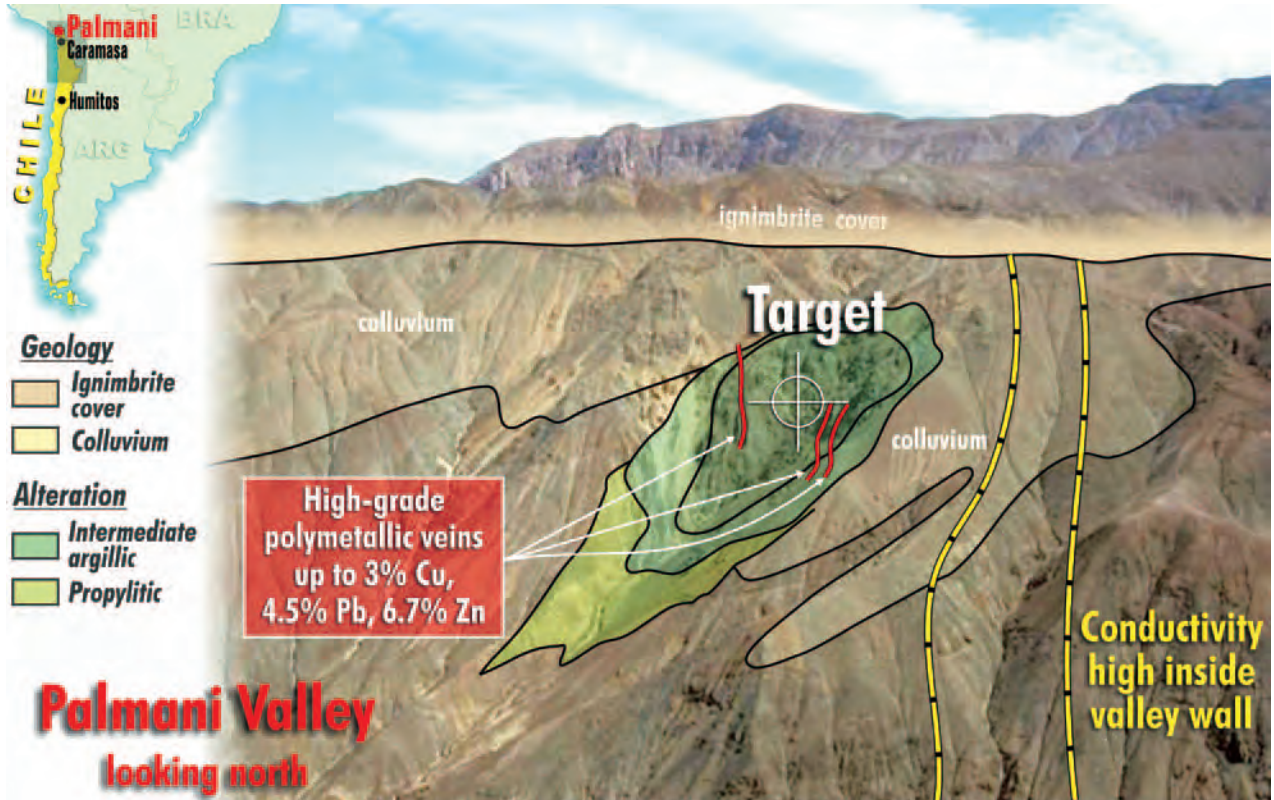 BRA
Palmani
Caramasa
Humitos
CHILE
ARG
ignimbrite cover
Target
colluvium
colluvium
Geology
Ignimbrite
cover
Colluvium
Alteration
Intermediate
argillic
Propylitic
High-grade
polymetallic veins
up to 3% Cu,
4.5% Pb, 6.7% Zn
Conductivity
high inside
valley wall
Palmani Valley
looking north